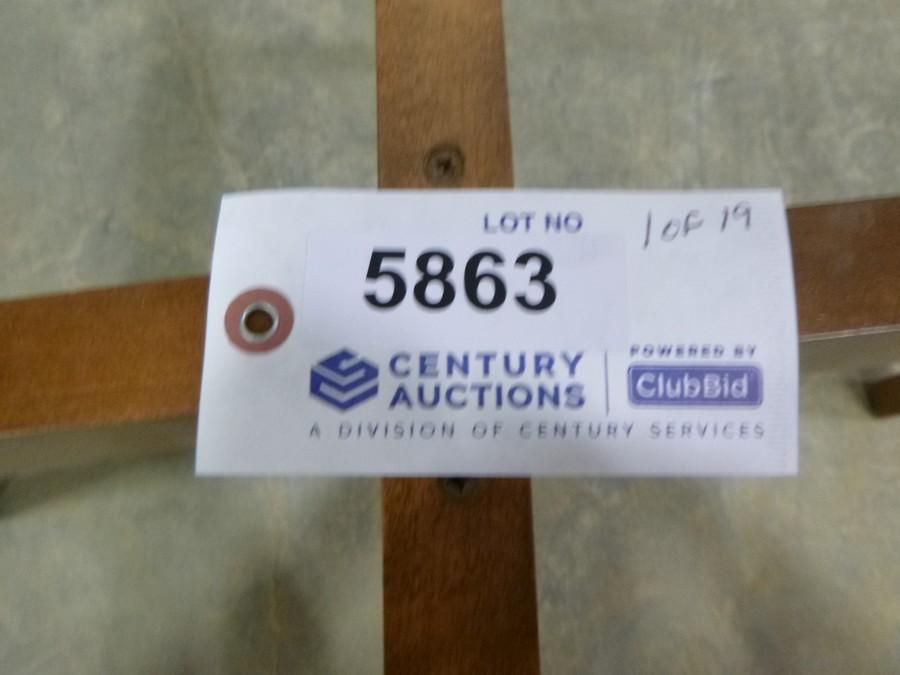 LOT NO
1 OF 19
5863
CENTURY
AUCTIONS
POWERED BY
ClubBid
A DIVISION OF CENTURY SERVICES